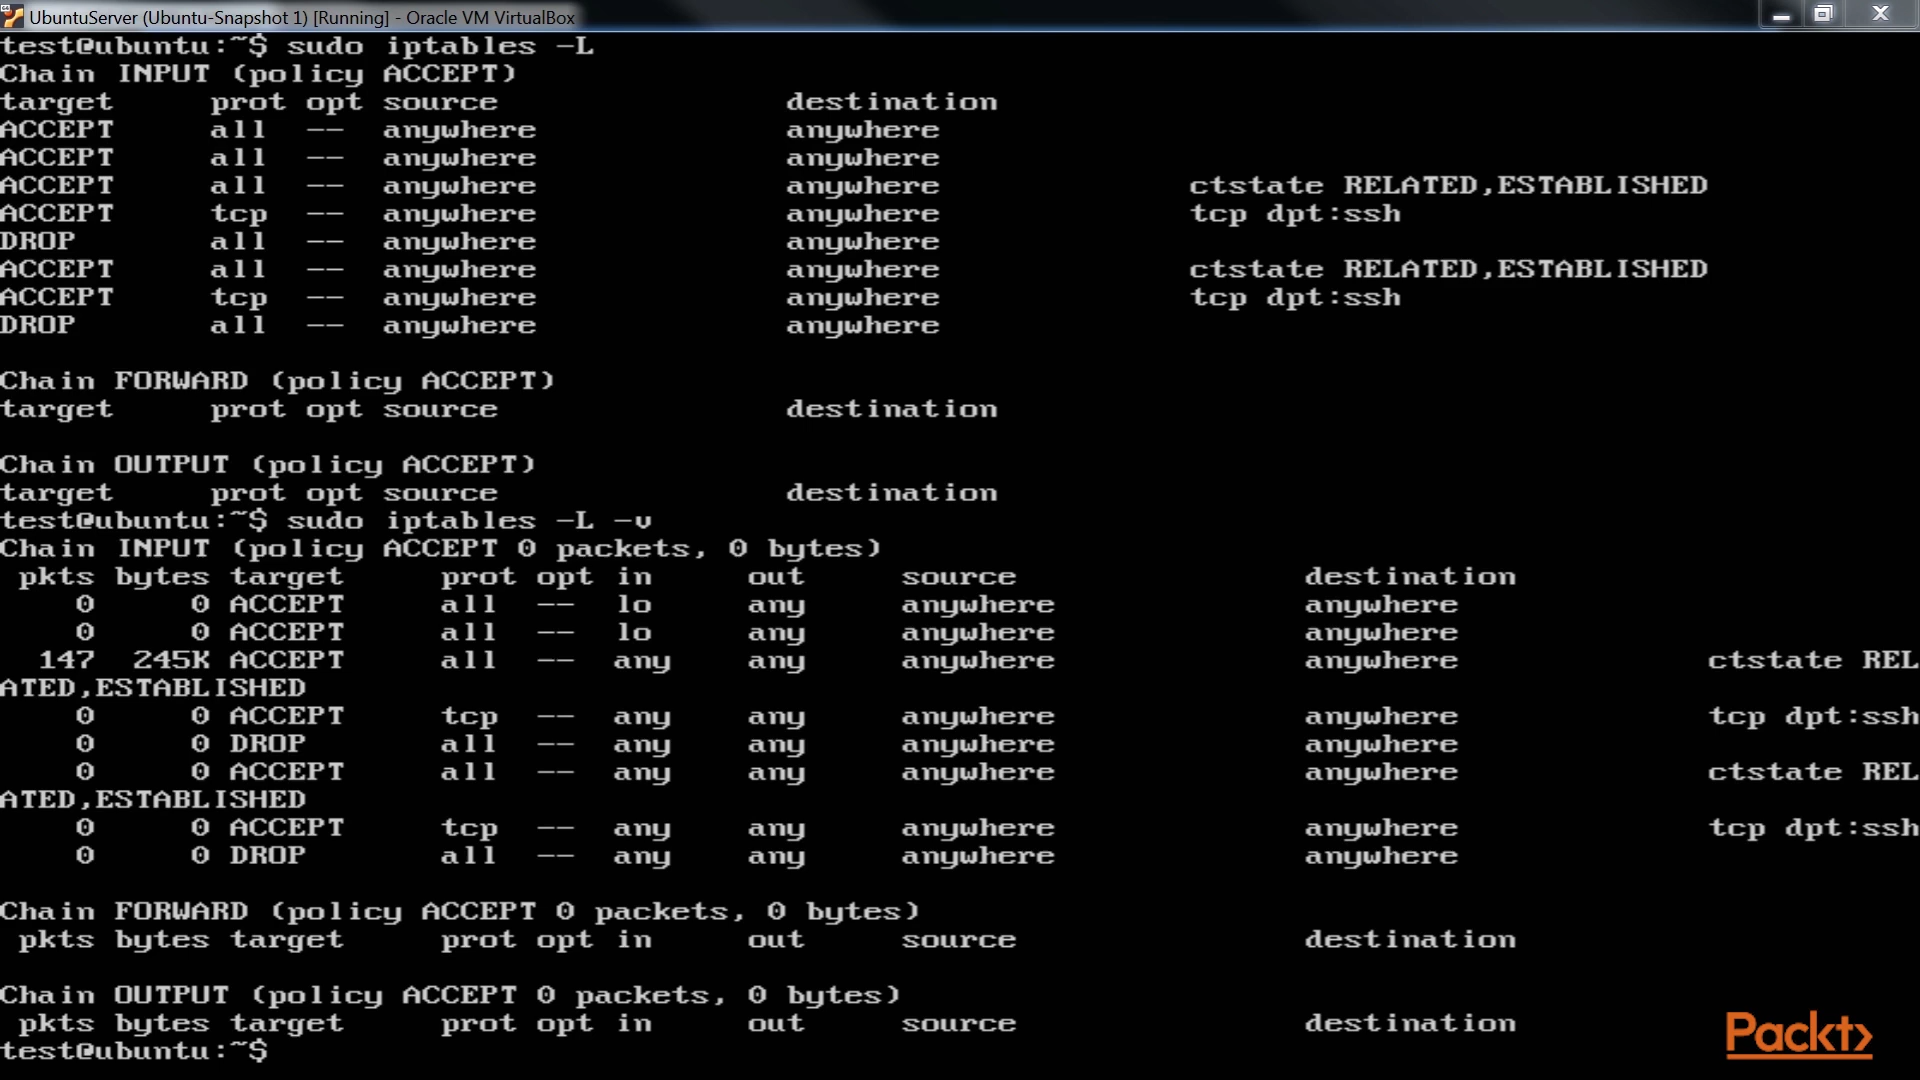 UbuntuServer (Ubuntu-Snapshot 1) [Running] - Oracle VM VirtualBox
test@ubuntu:~$ sudo iptables -L
Chain INPUT (policy ACCEPT)
target     prot opt source               destination
ACCEPT     all  --  anywhere             anywhere
ACCEPT     all  --  anywhere             anywhere
ACCEPT     all  --  anywhere             anywhere             ctstate RELATED,ESTABLISHED
ACCEPT     tcp  --  anywhere             anywhere             tcp dpt:ssh
DROP       all  --  anywhere             anywhere
ACCEPT     all  --  anywhere             anywhere             ctstate RELATED,ESTABLISHED
ACCEPT     tcp  --  anywhere             anywhere             tcp dpt:ssh
DROP       all  --  anywhere             anywhere
Chain FORWARD (policy ACCEPT)
target     prot opt source               destination
Chain OUTPUT (policy ACCEPT)
target     prot opt source               destination
test@ubuntu:~$ sudo iptables -L -v
Chain INPUT (policy ACCEPT 0 packets, 0 bytes)
 pkts bytes target     prot opt in     out     source               destination
    0     0 ACCEPT     all  --  lo     any     anywhere             anywhere
    0     0 ACCEPT     all  --  lo     any     anywhere             anywhere
  147  245K ACCEPT     all  --  any    any     anywhere             anywhere             ctstate REL
ATED,ESTABLISHED
    0     0 ACCEPT     tcp  --  any    any     anywhere             anywhere             tcp dpt:ssh
    0     0 DROP       all  --  any    any     anywhere             anywhere
    0     0 ACCEPT     all  --  any    any     anywhere             anywhere             ctstate REL
ATED,ESTABLISHED
    0     0 ACCEPT     tcp  --  any    any     anywhere             anywhere             tcp dpt:ssh
    0     0 DROP       all  --  any    any     anywhere             anywhere
Chain FORWARD (policy ACCEPT 0 packets, 0 bytes)
 pkts bytes target     prot opt in     out     source               destination
Chain OUTPUT (policy ACCEPT 0 packets, 0 bytes)
 pkts bytes target     prot opt in     out     source               destination
test@ubuntu:~$
Packt>